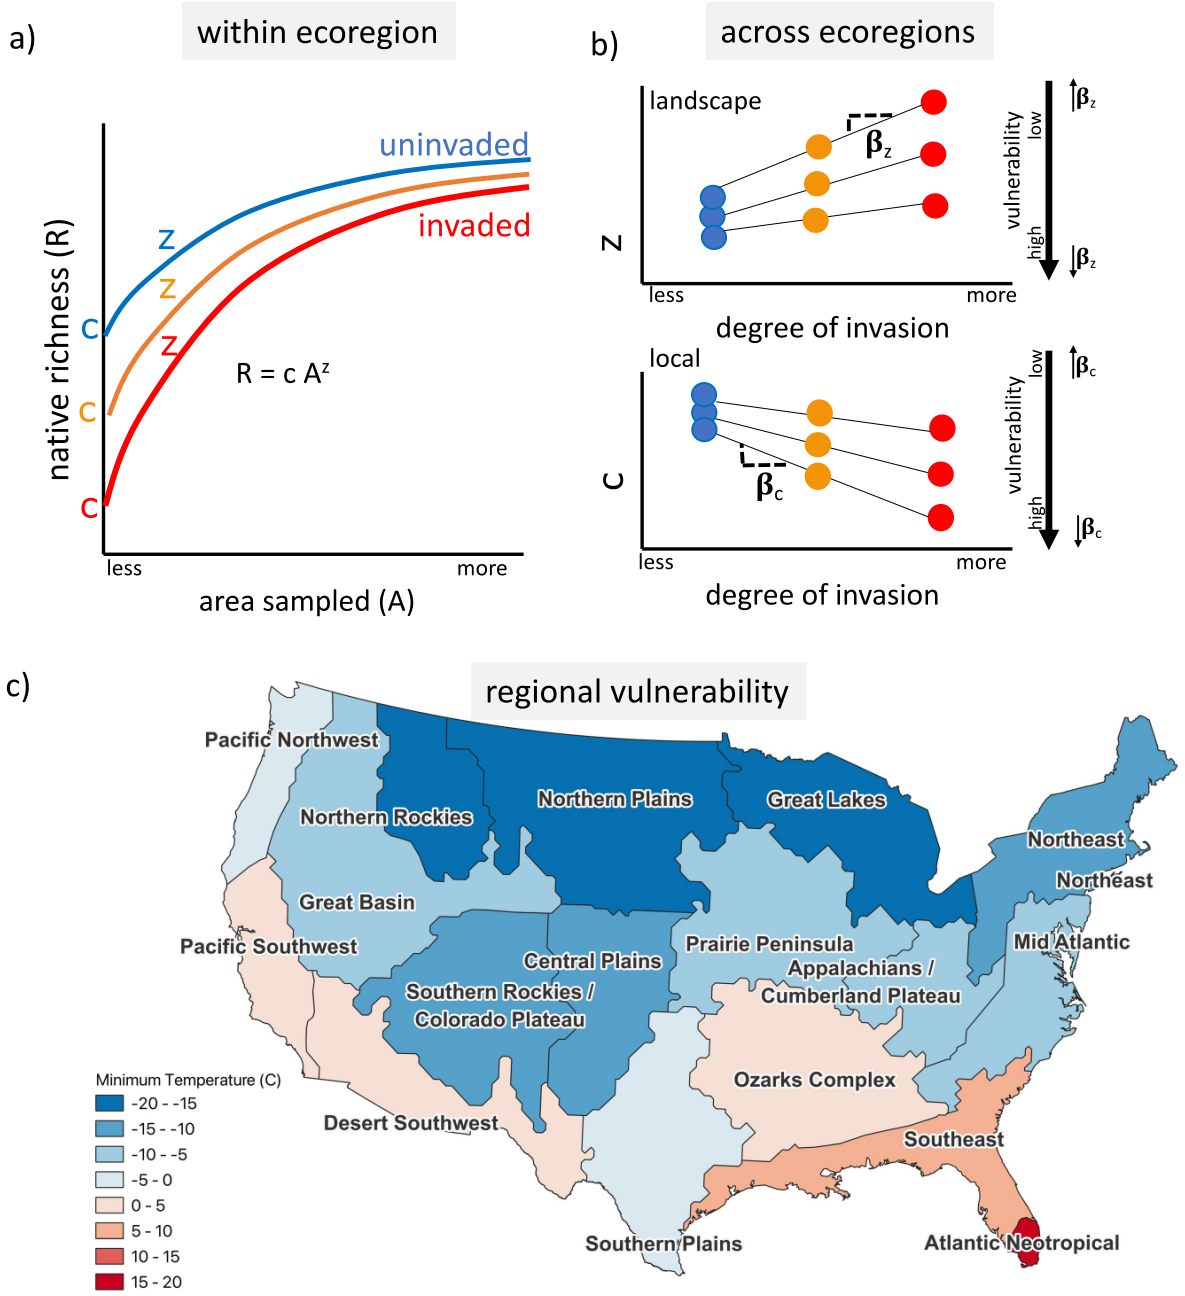 a)
within ecoregion
native richness (R)
uninvaded
invaded
z
z
z
c
c
c
R = c Aᶻ
less
more
area sampled (A)
b)
across ecoregions
landscape
z
βz
less
more
degree of invasion
vulnerability
low
high
βz
βz
local
c
βc
less
more
degree of invasion
vulnerability
low
high
βc
βc
c)
regional vulnerability
Pacific Northwest
Northern Rockies
Northern Plains
Great Lakes
Northeast
Northeast
Great Basin
Pacific Southwest
Central Plains
Prairie Peninsula
Mid Atlantic
Southern Rockies /
Colorado Plateau
Appalachians /
Cumberland Plateau
Ozarks Complex
Desert Southwest
Southeast
Southern Plains
Atlantic Neotropical
Minimum Temperature (C)
-20 - -15
-15 - -10
-10 - -5
-5 - 0
0 - 5
5 - 10
10 - 15
15 - 20